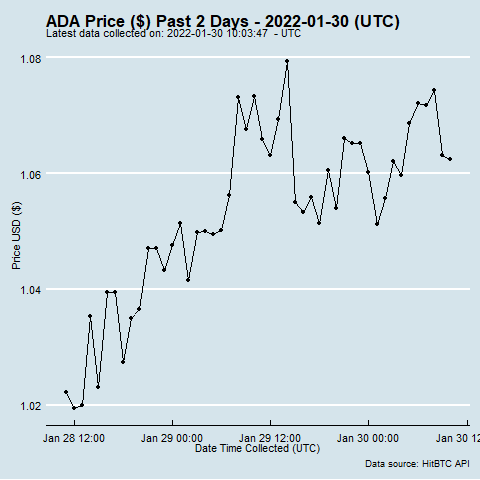 ADA Price ($) Past 2 Days - 2022-01-30 (UTC)
Latest data collected on: 2022-01-30 10:03:47 - UTC
1.08
1.06
1.04
1.02
Price USD ($)
Jan 28 12:00 Jan 29 00:00 Jan 29 12:00 Jan 30 00:00 Jan 30 12
Date Time Collected (UTC)
Data source: HitBTC API